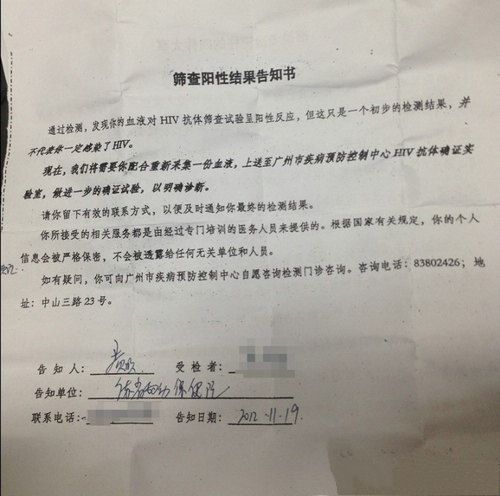 筛查阳性结果告知书
通过检测，发现你的血液对 HIV 抗体筛查试验呈阳性反应，但这只是一个初步的检测结果，并
不代表你一定感染了 HIV。
现在，我们将需要你配合重新采集一份血液，上送至广州市疾病预防控制中心 HIV 抗体确证实
验室，做进一步的确证试验，以明确诊断。
请你留下有效的联系方式，以便及时通知你最终的检测结果。
你所接受的相关服务都是由经过专门培训的医务人员来提供的。根据国家有关规定，你的个人
信息会被严格保密，不会被透露给任何无关单位和人员。
如有疑问，你可向广州市疾病预防控制中心自愿咨询检测门诊咨询。咨询电话：83802426；地
址：中山三路 23 号。
告 知 人： 受 检 者：
告知单位： 妇幼保健院
联系电话： 告知日期：2012.11.19.